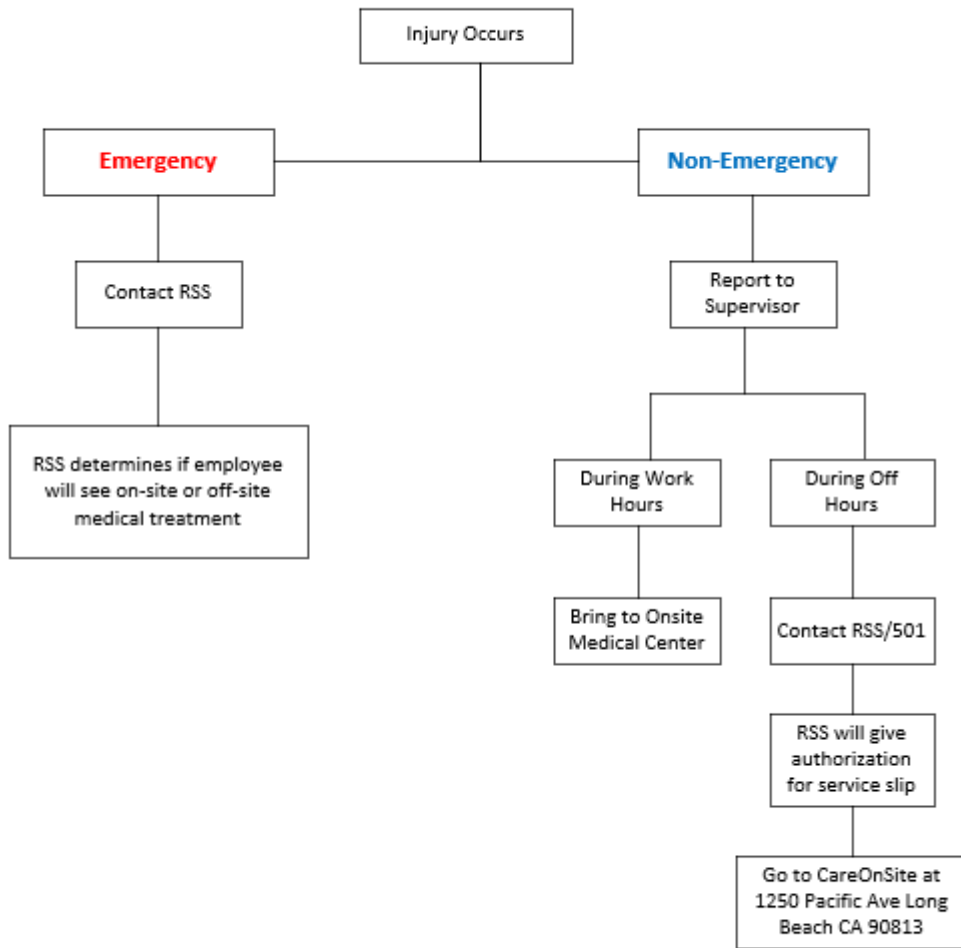 Injury Occurs
Emergency
Non-Emergency
Contact RSS
Report to
Supervisor
RSS determines if employee
will see on-site or off-site
medical treatment
During Work
Hours
During Off
Hours
Bring to Onsite
Medical Center
Contact RSS/501
RSS will give
authorization
for service slip
Go to CareOnSite at
1250 Pacific Ave Long
Beach CA 90813